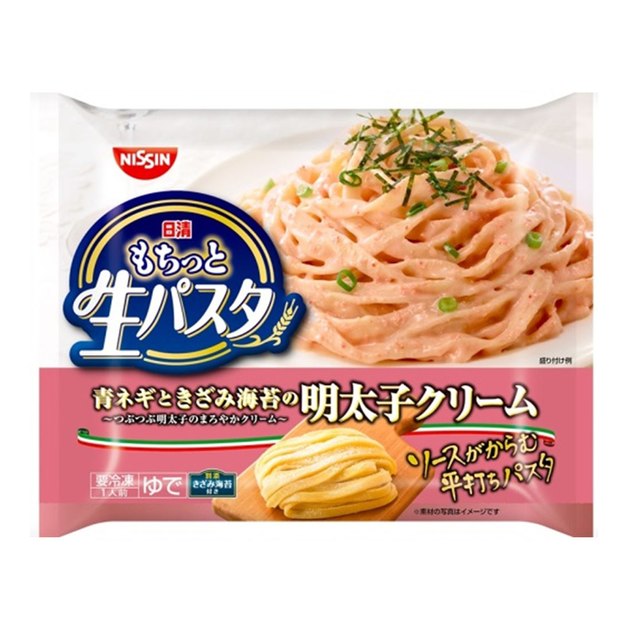 NISSIN
日清
もちっと
生パスタ
盛り付け例
青ネギときざみ海苔の明太子クリーム
～つぶつぶ明太子のまろやかクリーム～
ソースがからむ
平打ちパスタ
要冷凍
1人前
ゆで
別添
きざみ海苔
付き
※素材の写真はイメージです